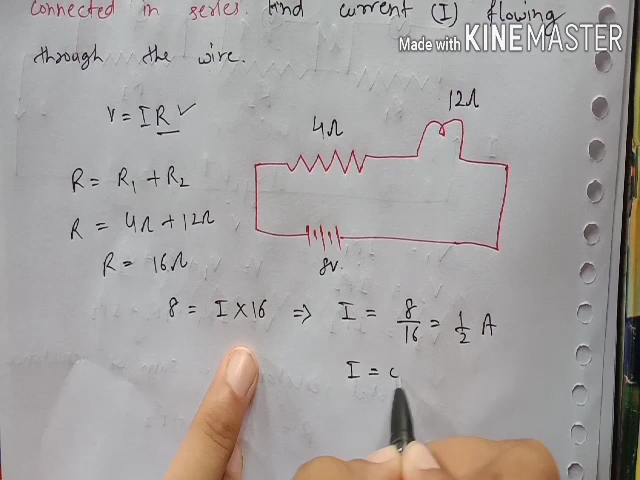 connected in series. Find current (I) flowing
Made with KINEMASTER
through the wire.
V = IR ✓
4Ω
12Ω
R = R₁ + R₂
R = 4Ω + 12Ω
R = 16Ω
8V.
8 = I × 16 ⇒ I = 8/16 = 1/2 A
I =